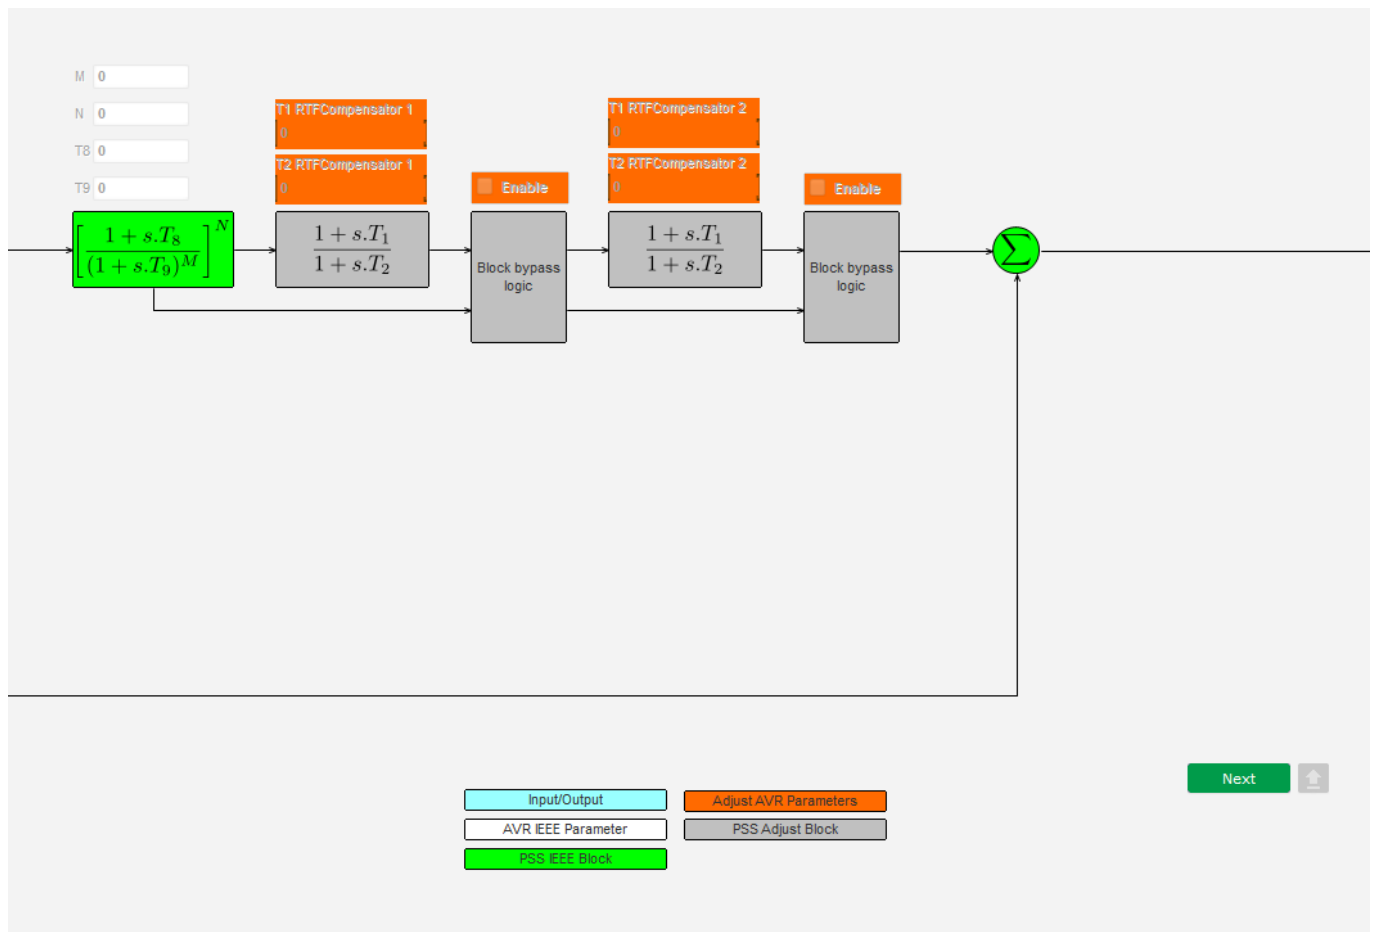 M 0
N 0
T8 0
T9 0
T1 RTFCompensator 1
0
T2 RTFCompensator 1
0
Enable
T1 RTFCompensator 2
0
T2 RTFCompensator 2
0
Enable
[ 1 + s.T₈ / (1 + s.T₉)ᴹ ]ᴺ
1 + s.T₁ / 1 + s.T₂
Block bypass
logic
1 + s.T₁ / 1 + s.T₂
Block bypass
logic
Σ
Next
Input/Output
Adjust AVR Parameters
AVR IEEE Parameter
PSS Adjust Block
PSS IEEE Block